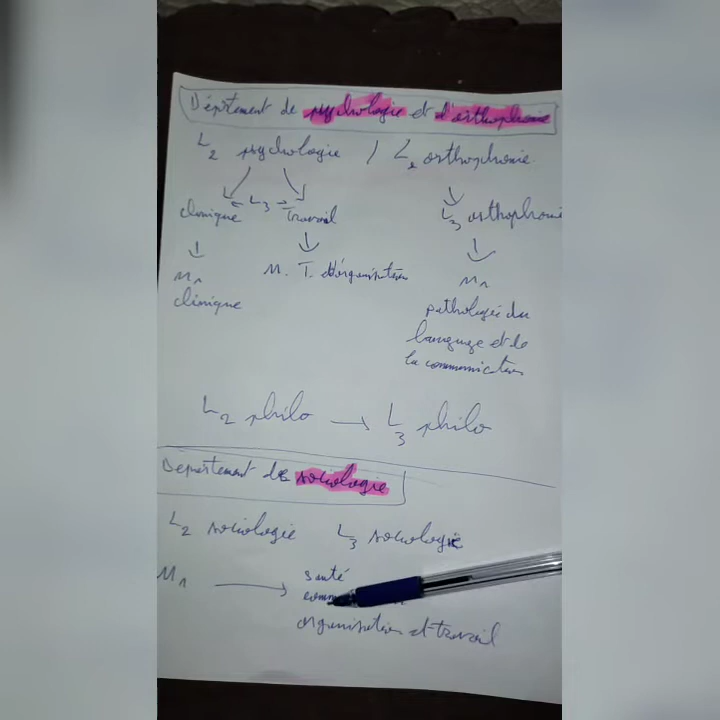 Département de psychologie et d'orthophonie
L2 psychologie / L2 orthophonie
clinique ← L3 → Travail
L3 orthophonie
M1 clinique
M. T. d'organisation
M1
pathologie du
language et de
la communication
L2 philo → L3 philo
Département de sociologie
L2 sociologie L3 sociologie
M1 → santé
organisation et travail